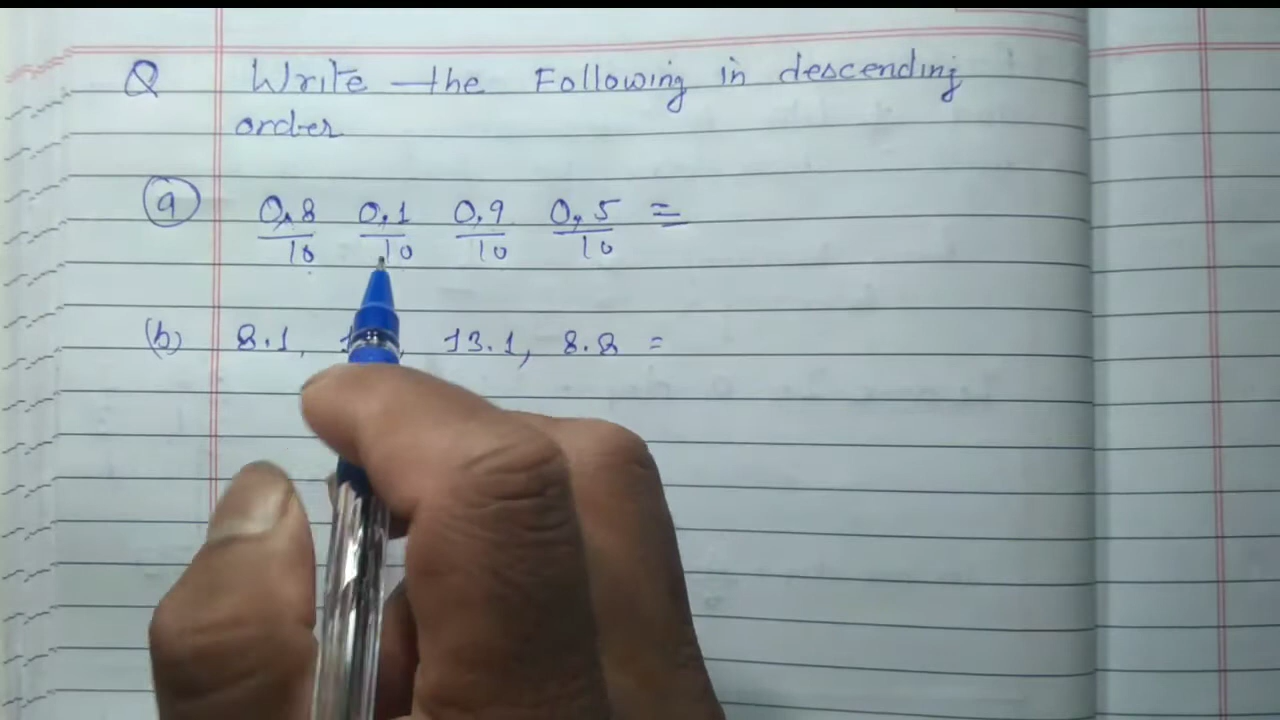 Q Write the Following in descending
order
(a) 0.8 0.1 0.9 0.5 =
10 10 10 10
(b) 8.1, 13.1, 8.8 =